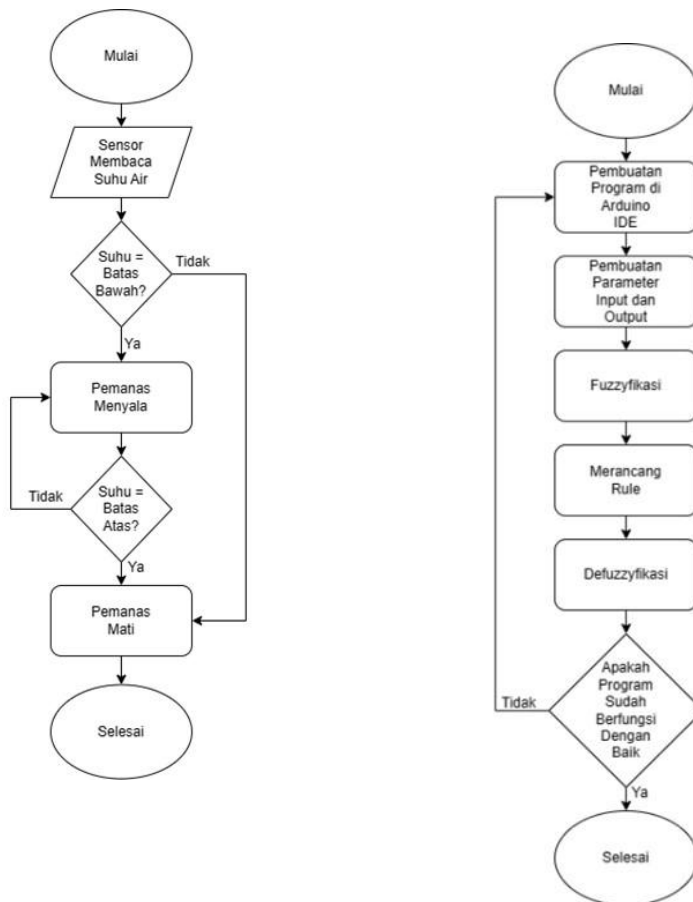 Mulai
Sensor
Membaca
Suhu Air
Suhu =
Batas
Bawah?
Tidak
Ya
Pemanas
Menyala
Suhu =
Batas
Atas?
Tidak
Ya
Pemanas
Mati
Selesai
Mulai
Pembuatan
Program di
Arduino
IDE
Pembuatan
Parameter
Input dan
Output
Fuzzyfikasi
Merancang
Rule
Defuzzyfikasi
Apakah
Program
Sudah
Berfungsi
Dengan
Baik
Tidak
Ya
Selesai